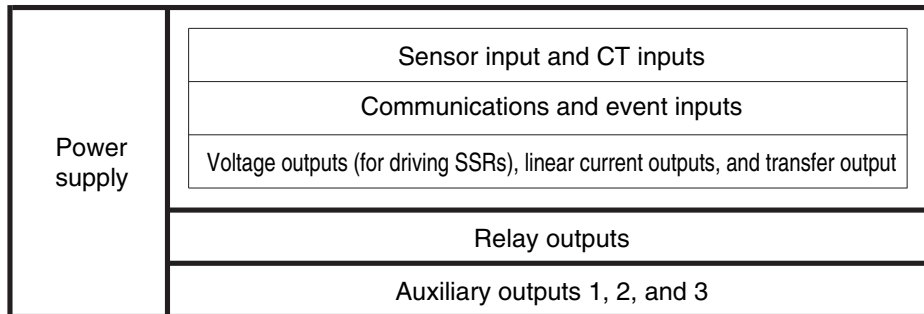 Power
supply
Sensor input and CT inputs
Communications and event inputs
Voltage outputs (for driving SSRs), linear current outputs, and transfer output
Relay outputs
Auxiliary outputs 1, 2, and 3